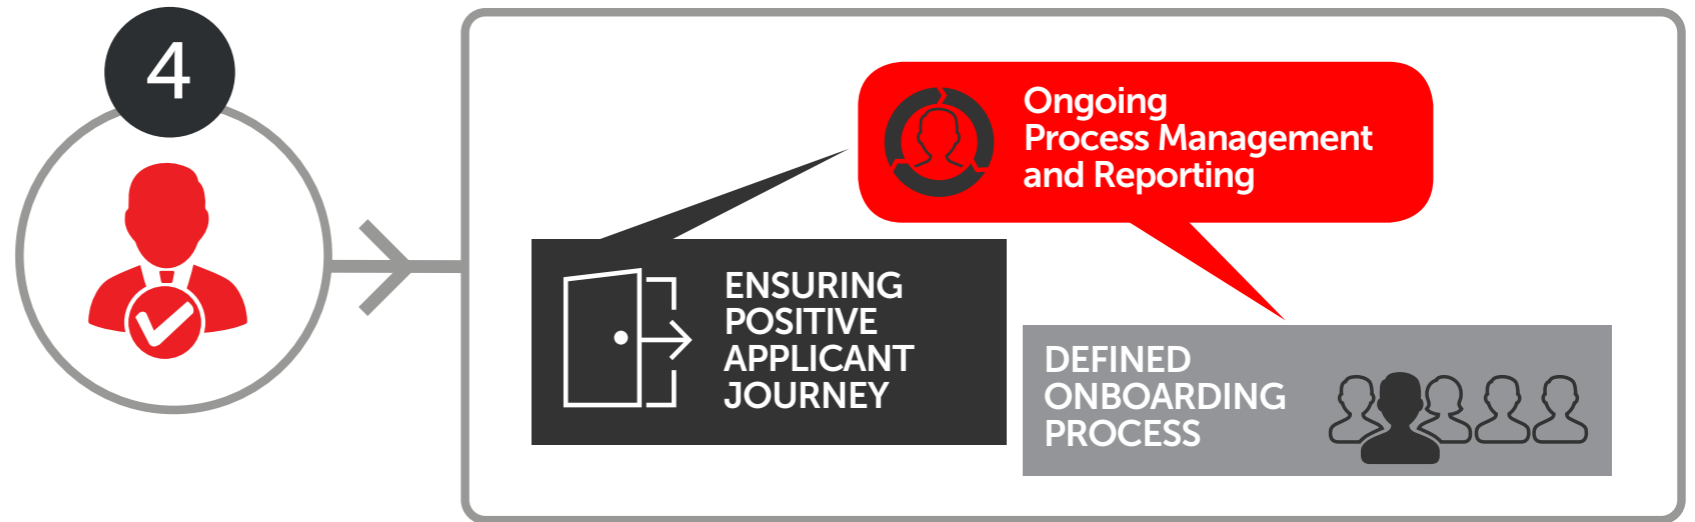 4
Ongoing
Process Management
and Reporting
ENSURING
POSITIVE
APPLICANT
JOURNEY
DEFINED
ONBOARDING
PROCESS